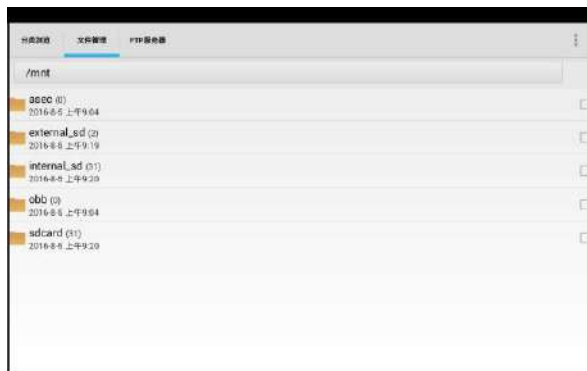 分类浏览 文件管理 FTP服务器
/mnt
asec (0)
2016-8-5 上午9:04
external_sd (2)
2016-8-5 上午9:19
internal_sd (31)
2016-8-5 上午9:20
obb (0)
2016-8-5 上午9:04
sdcard (31)
2016-8-5 上午9:20